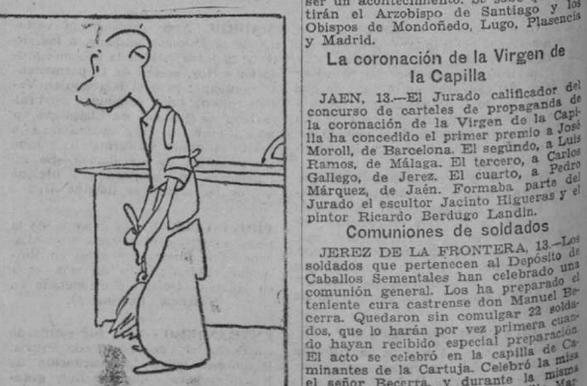 ser un acontecimiento. Se
tirán el Arzobispo de Santiago y los
Obispos de Mondoñedo, Lugo, Plasencia
y Madrid.
La coronación de la Virgen de
la Capilla
JAEN, 13.—El Jurado calificador del
concurso de carteles de propaganda de
la coronación de la Virgen de la Capi-
lla ha concedido el primer premio a José
Moroll, de Barcelona. El segundo, a Luis
Ramos, de Málaga. El tercero, a Carlos
Gallego, de Jerez. El cuarto, a Pedro
Márquez, de Jaén. Formaba parte del
Jurado el escultor Jacinto Higueras y el
pintor Ricardo Berdugo Landin.
Comuniones de soldados
JEREZ DE LA FRONTERA, 13.—Los
soldados que pertenecen al Depósito de
Caballos Sementales han celebrado una
comunión general. Los ha preparado el
teniente cura castrense don Manuel Be-
cerra. Quedaron sin comulgar 22 solda-
dos, que lo harán por vez primera cuan-
do hayan recibido especial preparación.
El acto se celebró en la capilla de Ca-
minantes de la Cartuja. Celebró la misa
el señor Becerra, y durante la misma